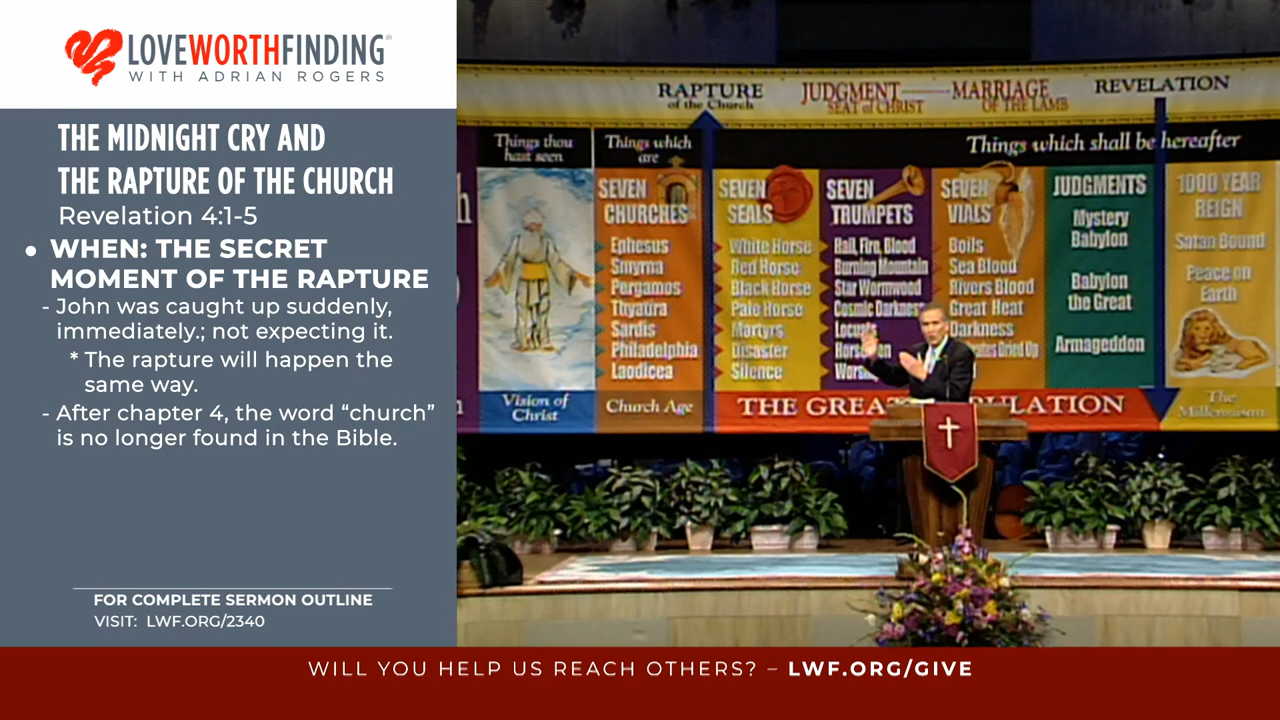 LOVEWORTHFINDING®
WITH ADRIAN ROGERS
THE MIDNIGHT CRY AND
THE RAPTURE OF THE CHURCH
Revelation 4:1-5
• WHEN: THE SECRET
MOMENT OF THE RAPTURE
- John was caught up suddenly,
immediately.; not expecting it.
* The rapture will happen the
same way.
- After chapter 4, the word “church”
is no longer found in the Bible.
FOR COMPLETE SERMON OUTLINE
VISIT: LWF.ORG/2340
RAPTURE
of the Church
JUDGMENT
SEAT of CHRIST
MARRIAGE
OF THE LAMB
REVELATION
Things thou
hast seen
Things which
are
Things which shall be hereafter
Vision of
Christ
SEVEN
CHURCHES
Ephesus
Smyrna
Pergamos
Thyatira
Sardis
Philadelphia
Laodicea
Church Age
SEVEN
SEALS
White Horse
Red Horse
Black Horse
Pale Horse
Martyrs
Disaster
Silence
SEVEN
TRUMPETS
Hail, Fire, Blood
Burning Mountain
Star Wormwood
Cosmic Darkness
Locusts
SEVEN
VIALS
Boils
Sea Blood
Rivers Blood
Great Heat
Darkness
Dried Up
JUDGMENTS
Mystery
Babylon
Babylon
the Great
Armageddon
THE GREA ULATION
1000 YEAR
REIGN
Satan Bound
Peace on
Earth
The
Millennium
WILL YOU HELP US REACH OTHERS? – LWF.ORG/GIVE